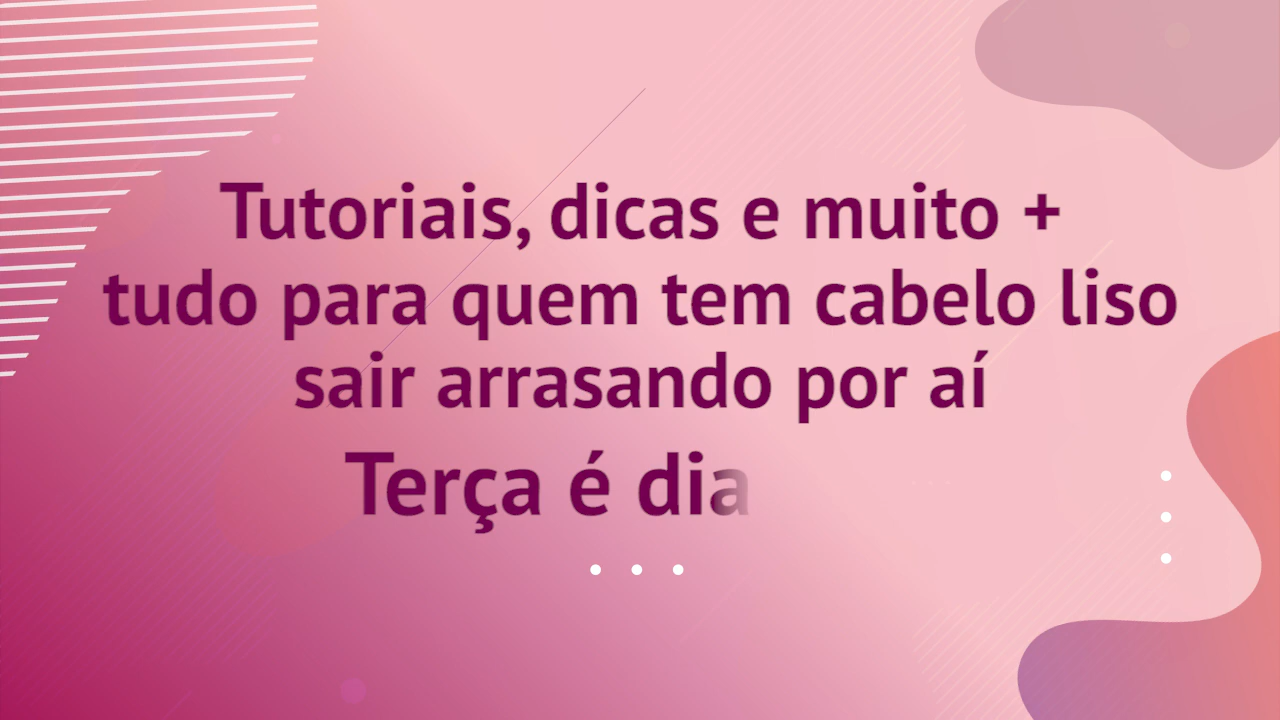 Tutoriais, dicas e muito +
tudo para quem tem cabelo liso
sair arrasando por aí
Terça é dia